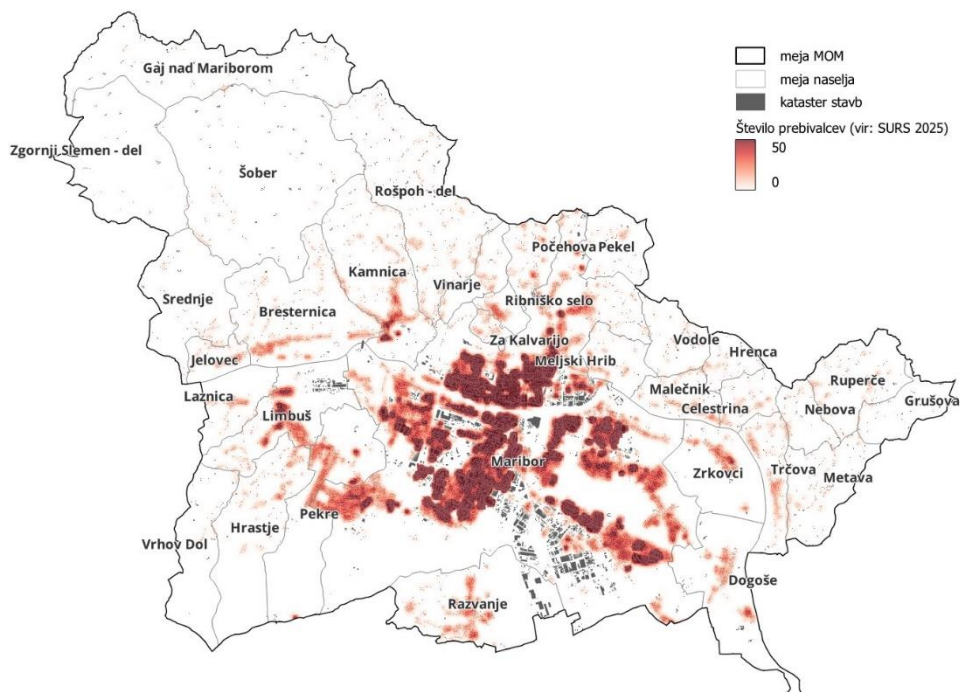 meja MOM
meja naselja
kataster stavb
Število prebivalcev (vir: SURS 2025)
50
0
Gaj nad Mariborom
Zgornji Slemen - del
Šober
Rošpoh - del
Počehova
Pekel
Kamnica
Vinarje
Srednje
Ribniško selo
Bresternica
Za Kalvarijo
Vodole
Hrenca
Jelovec
Meljski Hrib
Ruperče
Laznica
Malečnik
Grušova
Limbuš
Celestrina
Nebova
Maribor
Zrkovci
Trčova
Metava
Pekre
Hrastje
Vrhov Dol
Dogoše
Razvanje